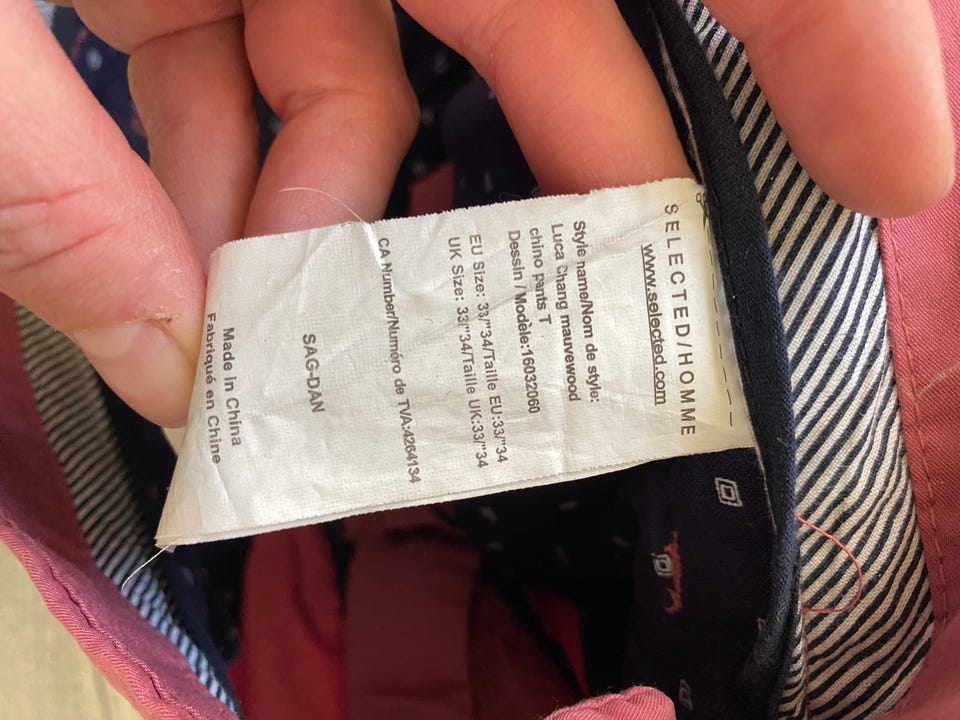 SELECTED/HOMME
www.selected.com
Style name/Nom de style:
Luca Chang mauvewood
chino pants T
Dessin / Modèle:16032060
EU Size: 33/"34/Taille EU:33/"34
UK Size: 33/"34/Taille UK:33/"34
CA Number/Numéro de TVA:4264134
SAG-DAN
Made in China
Fabriqué en Chine